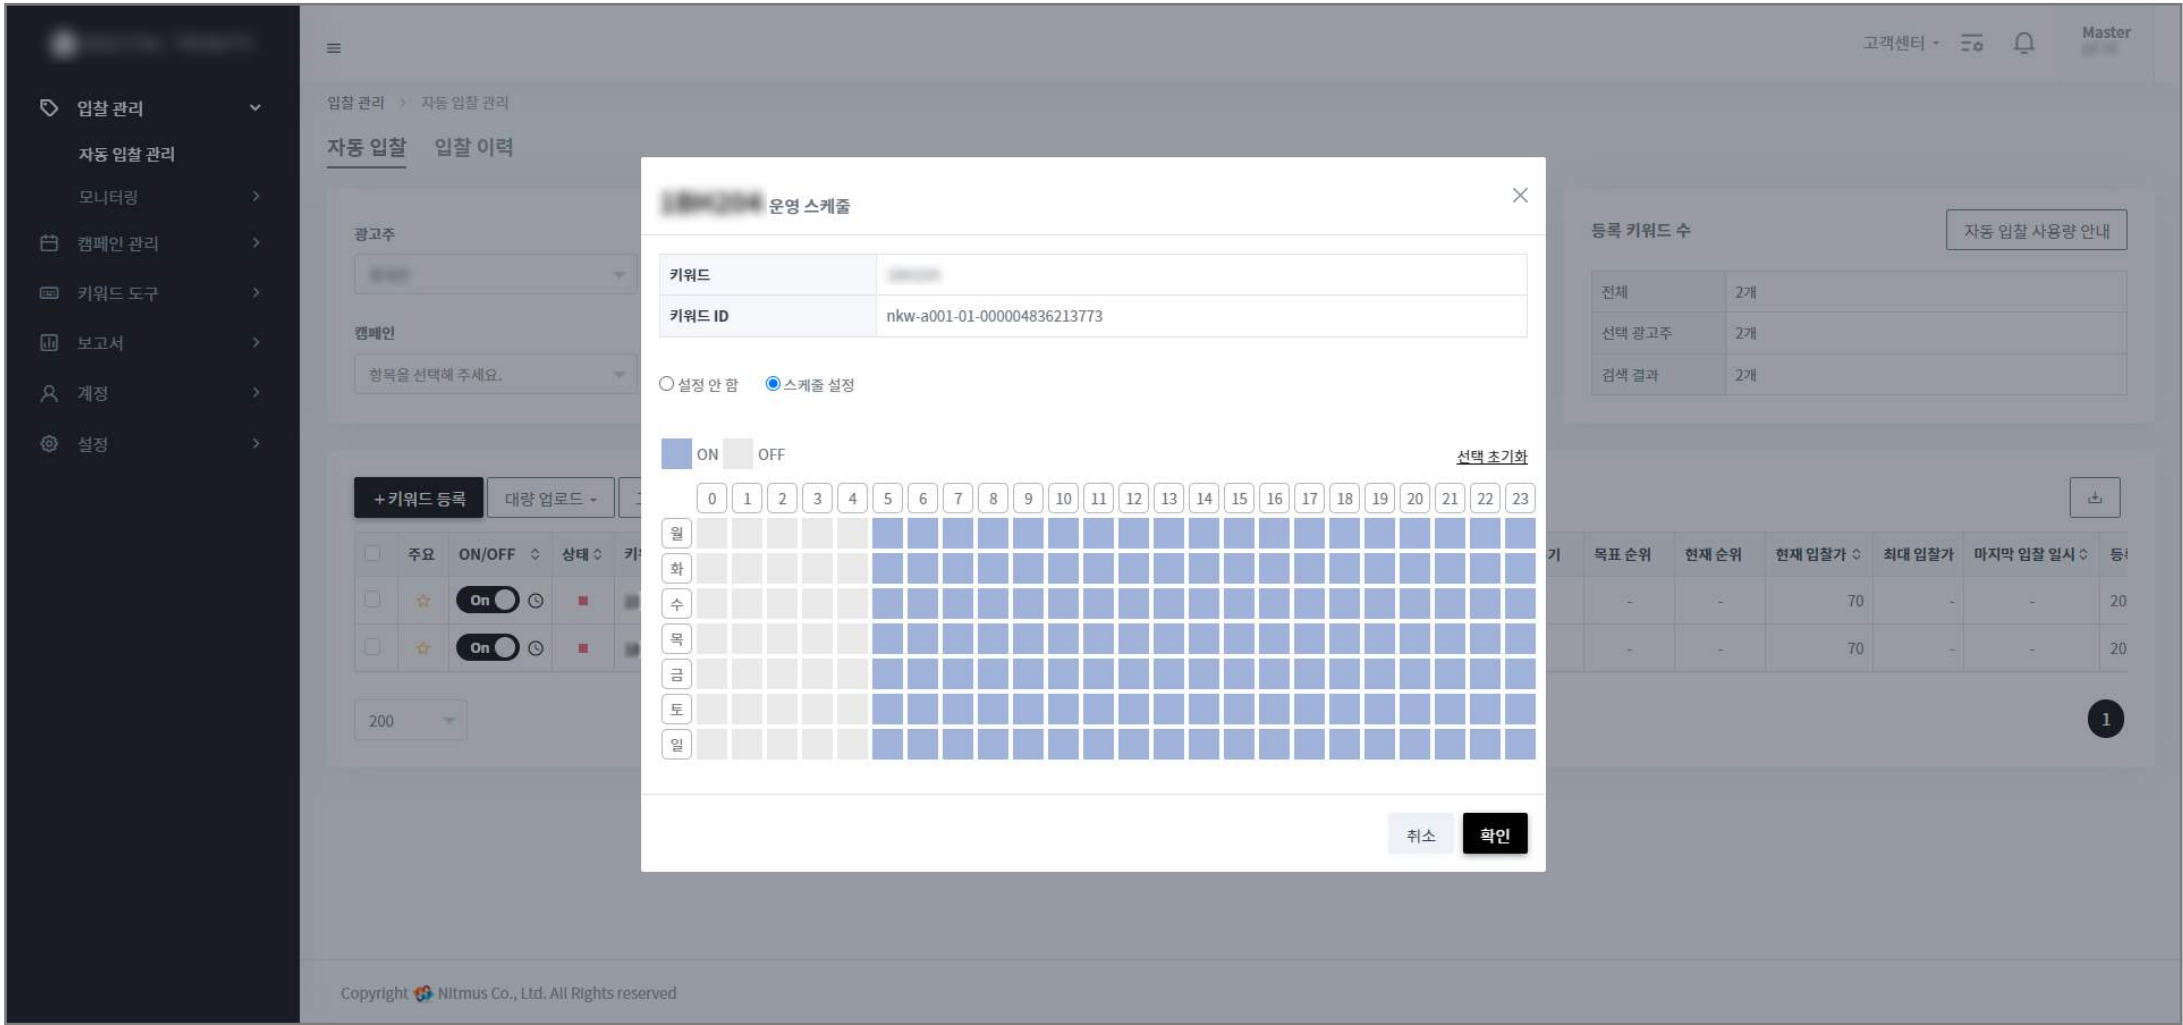 고객센터
Master
입찰 관리
자동 입찰 관리
모니터링
캠페인 관리
키워드 도구
보고서
계정
설정
입찰 관리 > 자동 입찰 관리
자동 입찰 입찰 이력
광고주
캠페인
항목을 선택해 주세요.
+키워드 등록 대량 업로드
주요 ON/OFF 상태
On
On
200
운영 스케줄
키워드
키워드 ID nkw-a001-01-000004836213773
설정 안 함 스케줄 설정
ON OFF 선택 초기화
0 1 2 3 4 5 6 7 8 9 10 11 12 13 14 15 16 17 18 19 20 21 22 23
월
화
수
목
금
토
일
취소 확인
등록 키워드 수 자동 입찰 사용량 안내
전체 2개
선택 광고주 2개
검색 결과 2개
목표 순위 현재 순위 현재 입찰가 최대 입찰가 마지막 입찰 일시
- - 70 - - 20
- - 70 - - 20
1
Copyright Nitmus Co., Ltd. All Rights reserved